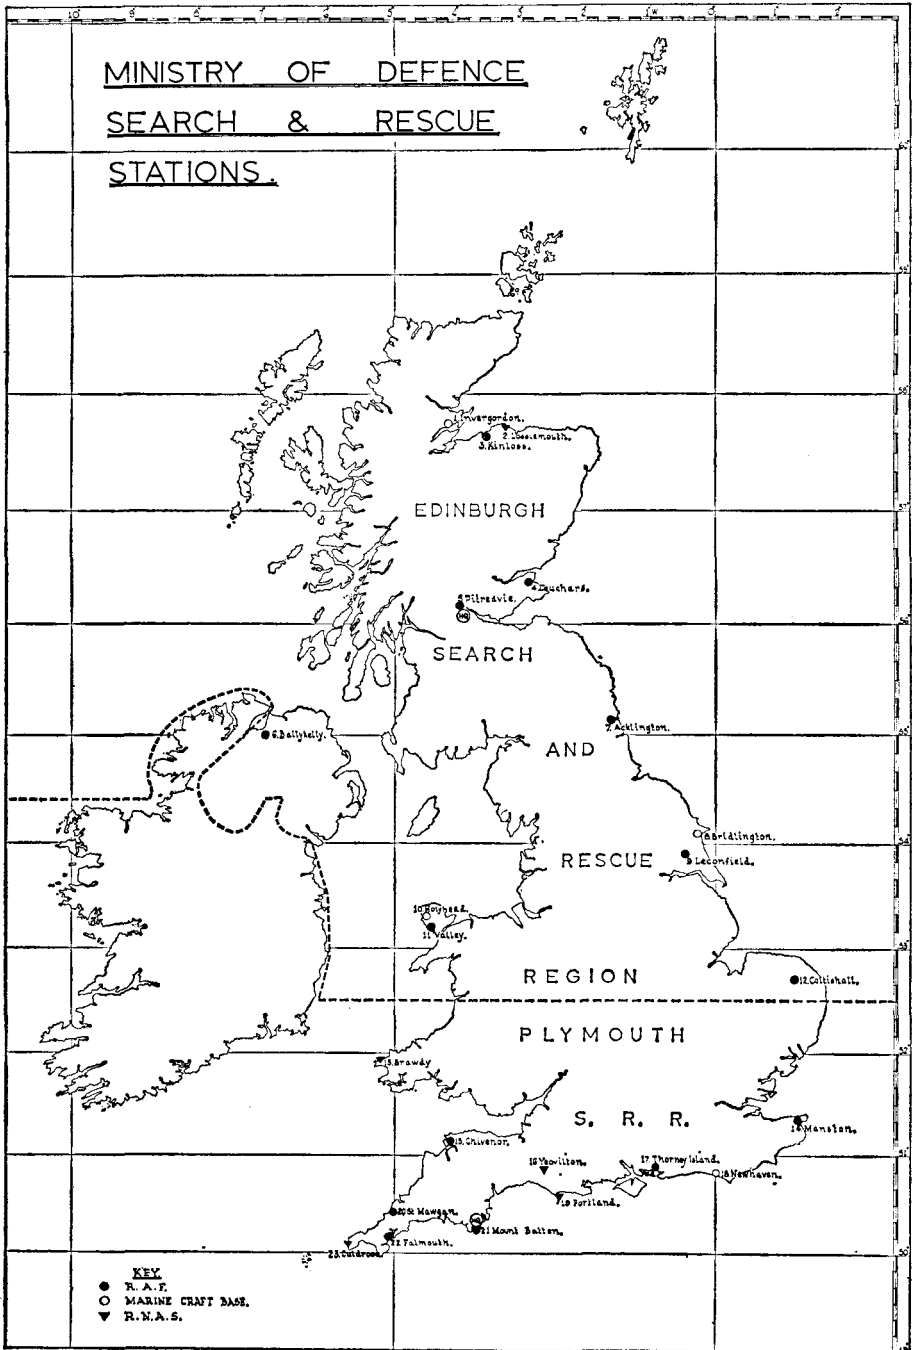 MINISTRY OF DEFENCE
SEARCH & RESCUE
STATIONS.
1. Invergordon.
2. Lossiemouth.
3. Kinloss.
EDINBURGH
4. Leuchars.
5 Pitreavie.
HQ
SEARCH
6. Ballykelly.
7. Acklington.
AND
8 Bridlington.
RESCUE
9 Leconfield.
10 Holyhead.
11 Valley.
REGION
12. Coltishall.
PLYMOUTH
13. Brawdy
S. R. R.
14 Manston.
15. Chivenor.
16 Yeovilton.
17 Thorney Island.
18 Newhaven.
19 Portland.
20 St Mawgan.
HQ
21 Mount Batten.
22 Falmouth.
23. Culdrose.
KEY.
R. A. F.
MARINE CRAFT BASE.
R.N.A.S.